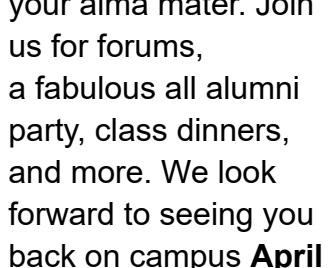 your alma mater. Join
us for forums,
a fabulous all alumni
party, class dinners,
and more. We look
forward to seeing you
back on campus April